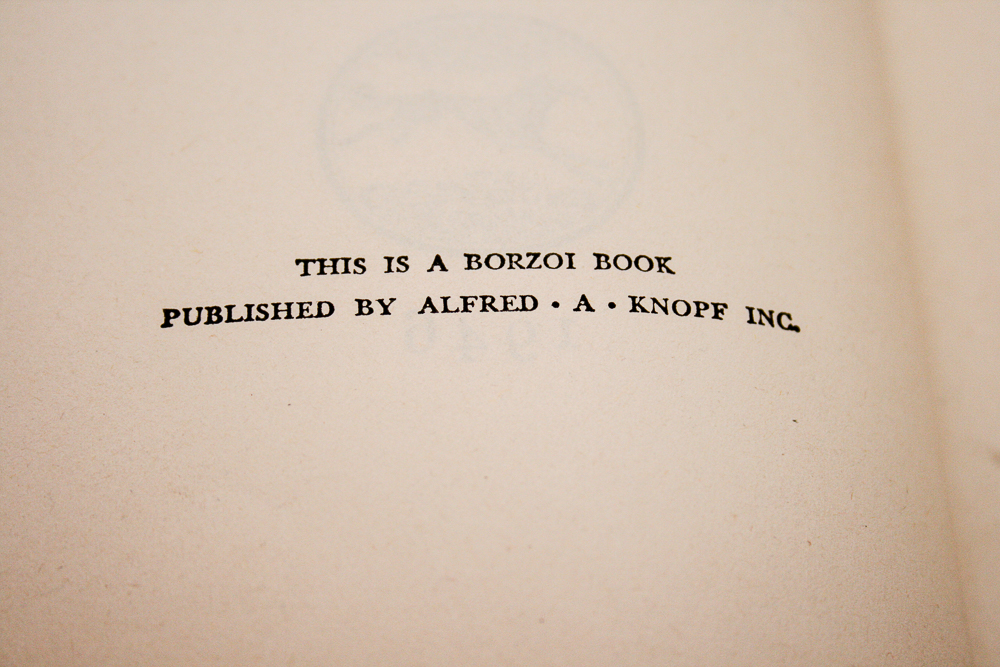 THIS IS A BORZOI BOOK
PUBLISHED BY ALFRED • A • KNOPF INC.